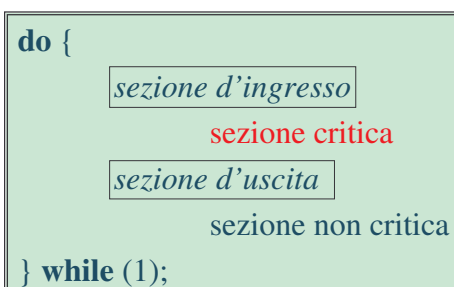 do {
sezione d'ingresso
sezione critica
sezione d'uscita
sezione non critica
} while (1);